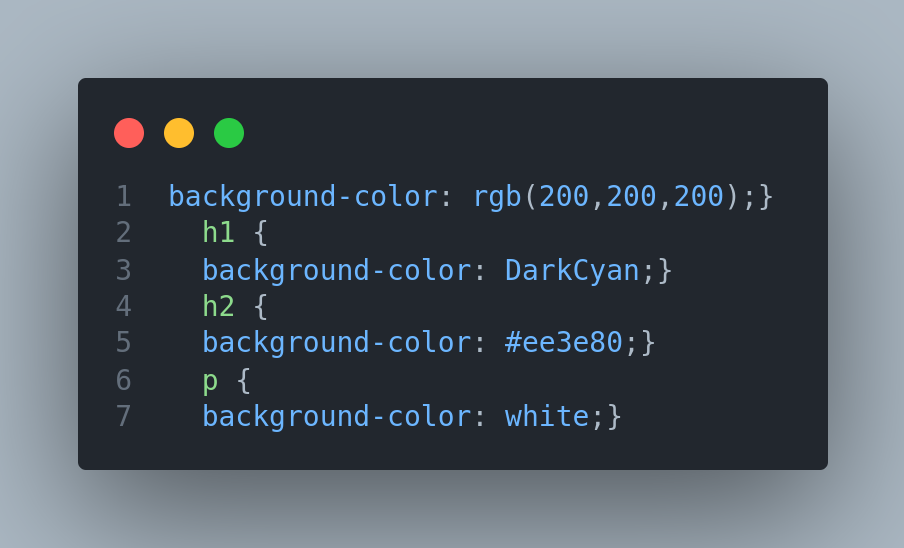 1 background-color: rgb(200,200,200);}
2 h1 {
3 background-color: DarkCyan;}
4 h2 {
5 background-color: #ee3e80;}
6 p {
7 background-color: white;}